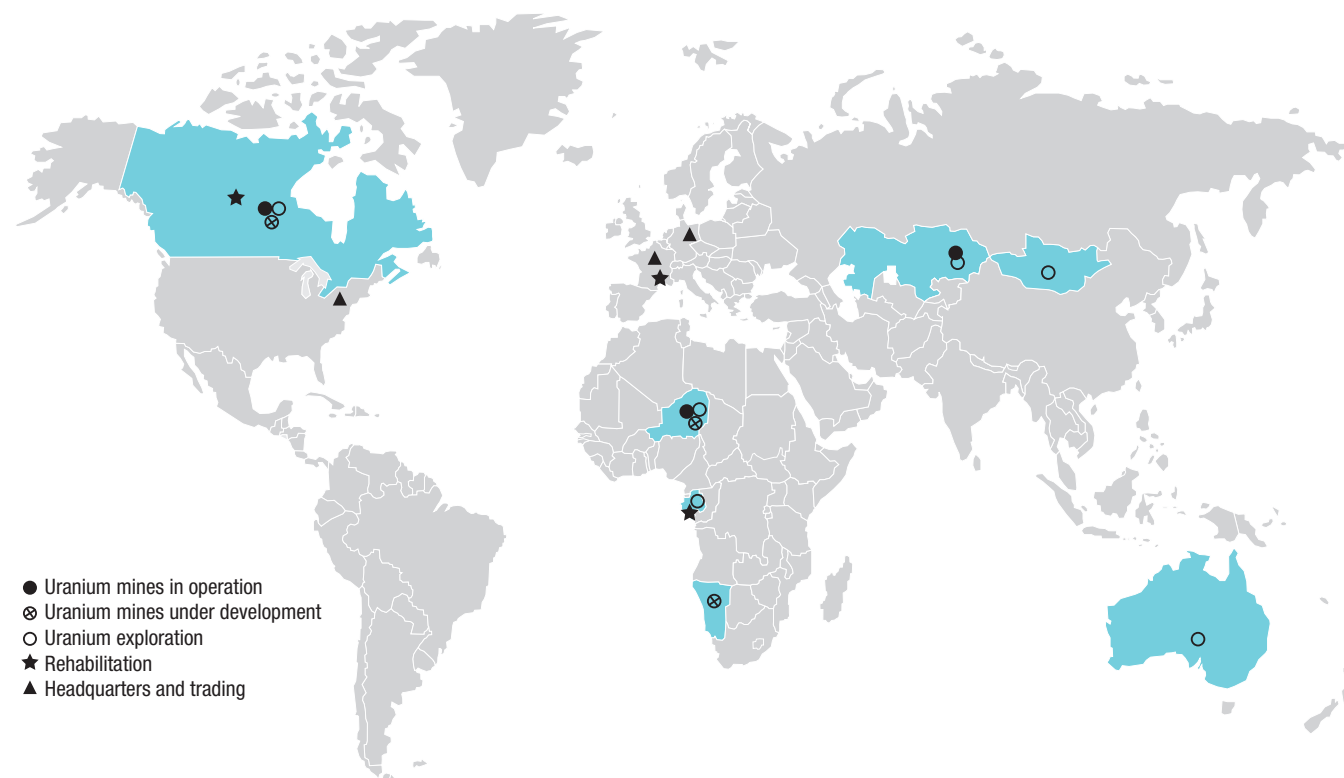 Uranium mines in operation
Uranium mines under development
Uranium exploration
Rehabilitation
Headquarters and trading